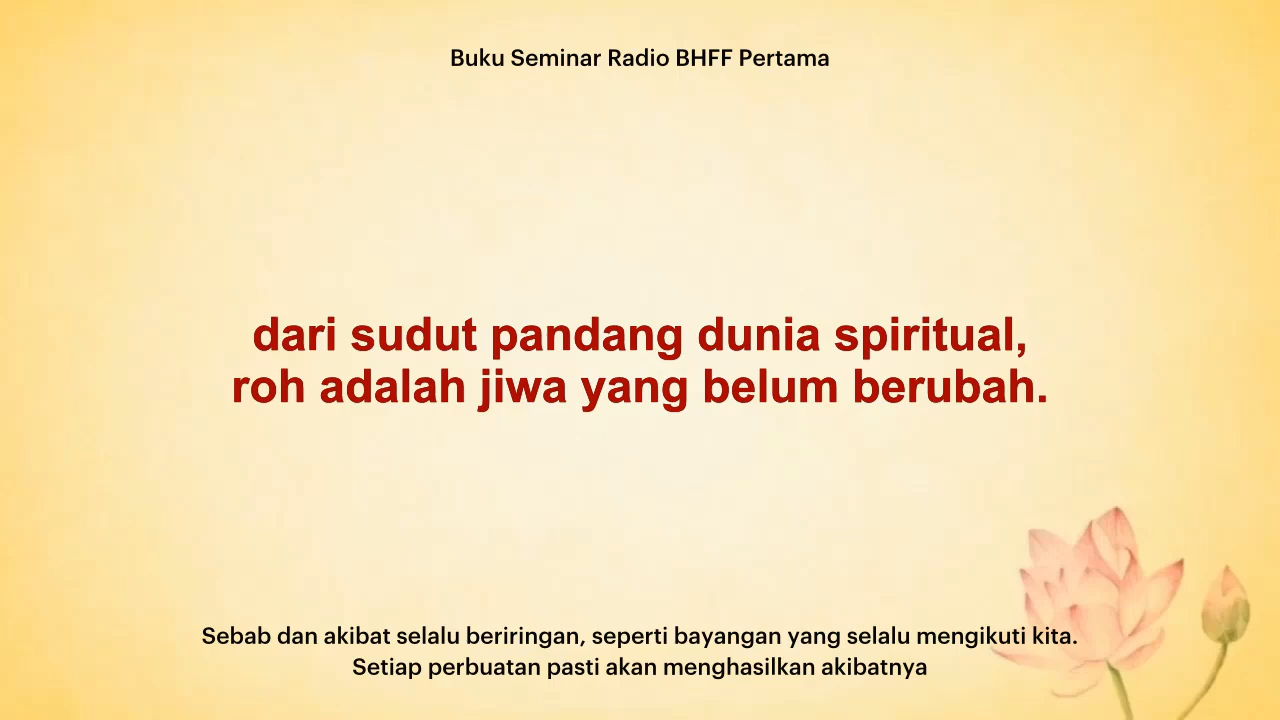 Buku Seminar Radio BHFF Pertama
dari sudut pandang dunia spiritual,
roh adalah jiwa yang belum berubah.
Sebab dan akibat selalu beriringan, seperti bayangan yang selalu mengikuti kita.
Setiap perbuatan pasti akan menghasilkan akibatnya